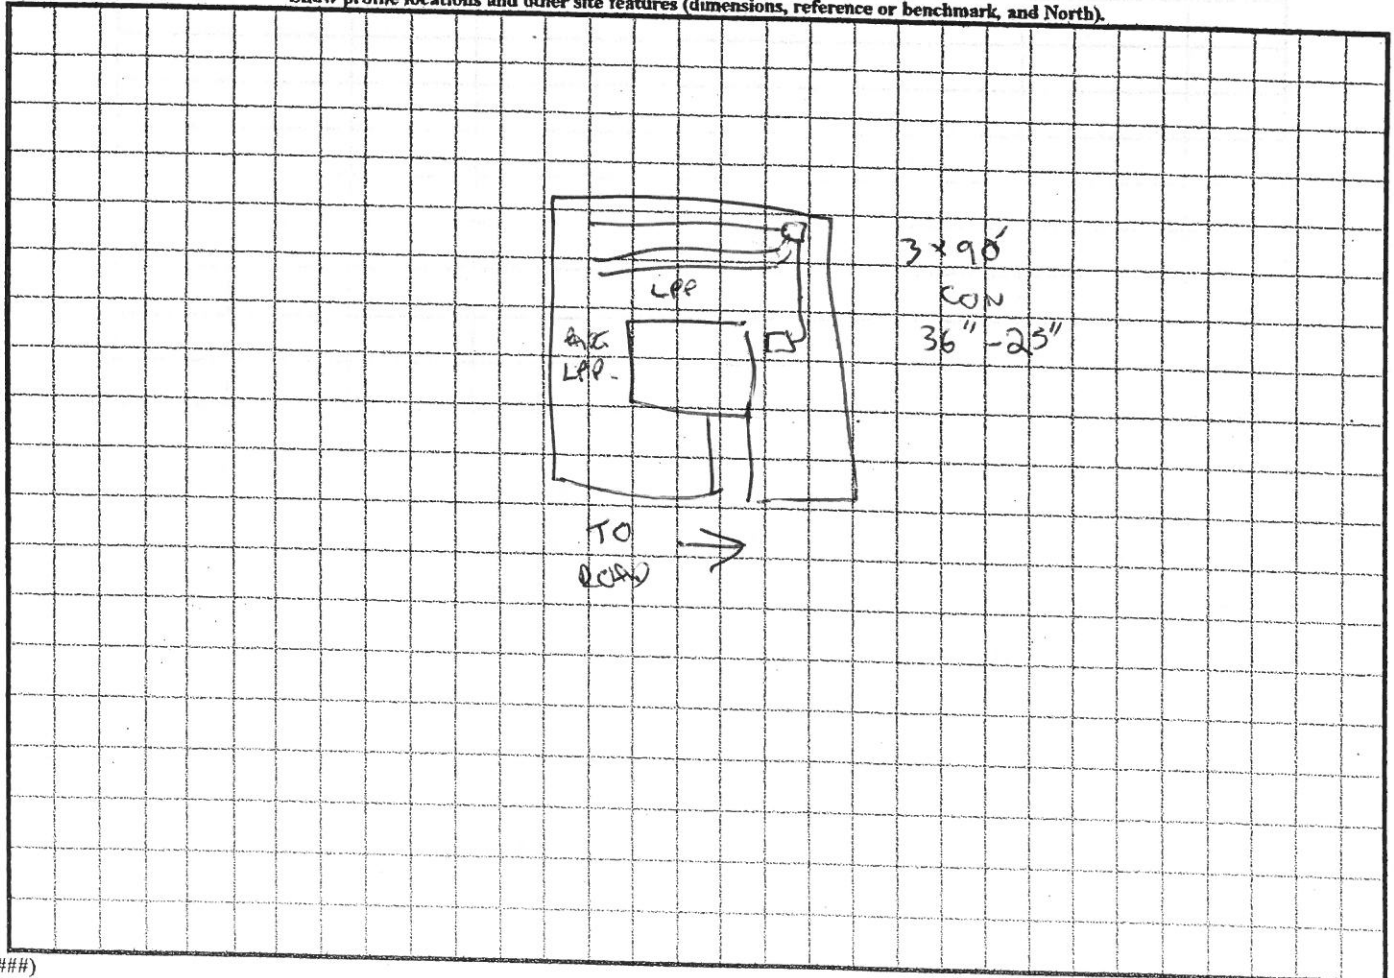 Show profile locations and other site features (dimensions, reference or benchmark, and North).
LPP
3 x 90'
CON
36" - 25"
LPP
TO
ROAD
###)